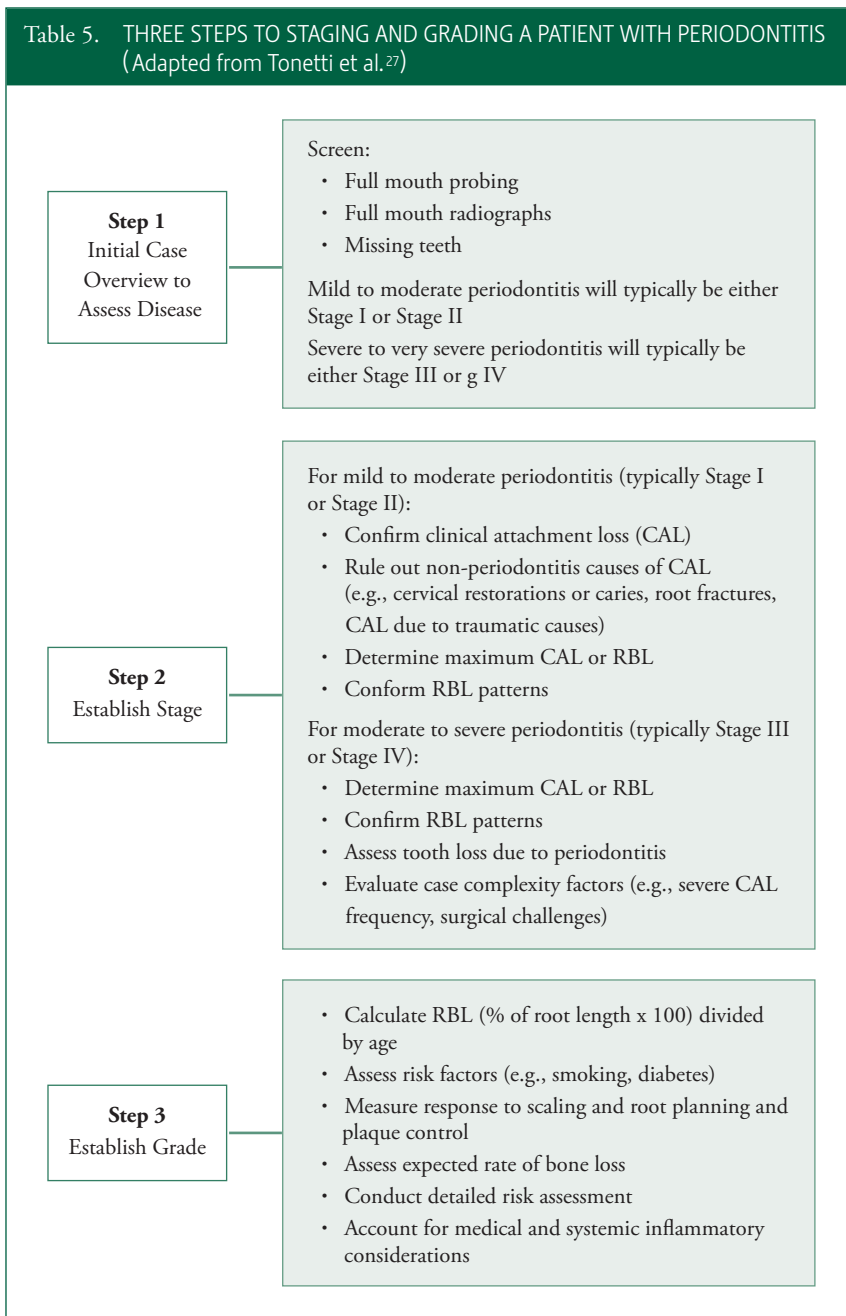 Table 5. THREE STEPS TO STAGING AND GRADING A PATIENT WITH PERIODONTITIS
(Adapted from Tonetti et al.27)
Step 1
Initial Case
Overview to
Assess Disease
Screen:
• Full mouth probing
• Full mouth radiographs
• Missing teeth
Mild to moderate periodontitis will typically be either
Stage I or Stage II
Severe to very severe periodontitis will typically be
either Stage III or g IV
Step 2
Establish Stage
For mild to moderate periodontitis (typically Stage I
or Stage II):
• Confirm clinical attachment loss (CAL)
• Rule out non-periodontitis causes of CAL
(e.g., cervical restorations or caries, root fractures,
CAL due to traumatic causes)
• Determine maximum CAL or RBL
• Conform RBL patterns
For moderate to severe periodontitis (typically Stage III
or Stage IV):
• Determine maximum CAL or RBL
• Confirm RBL patterns
• Assess tooth loss due to periodontitis
• Evaluate case complexity factors (e.g., severe CAL
frequency, surgical challenges)
Step 3
Establish Grade
• Calculate RBL (% of root length x 100) divided
by age
• Assess risk factors (e.g., smoking, diabetes)
• Measure response to scaling and root planning and
plaque control
• Assess expected rate of bone loss
• Conduct detailed risk assessment
• Account for medical and systemic inflammatory
considerations